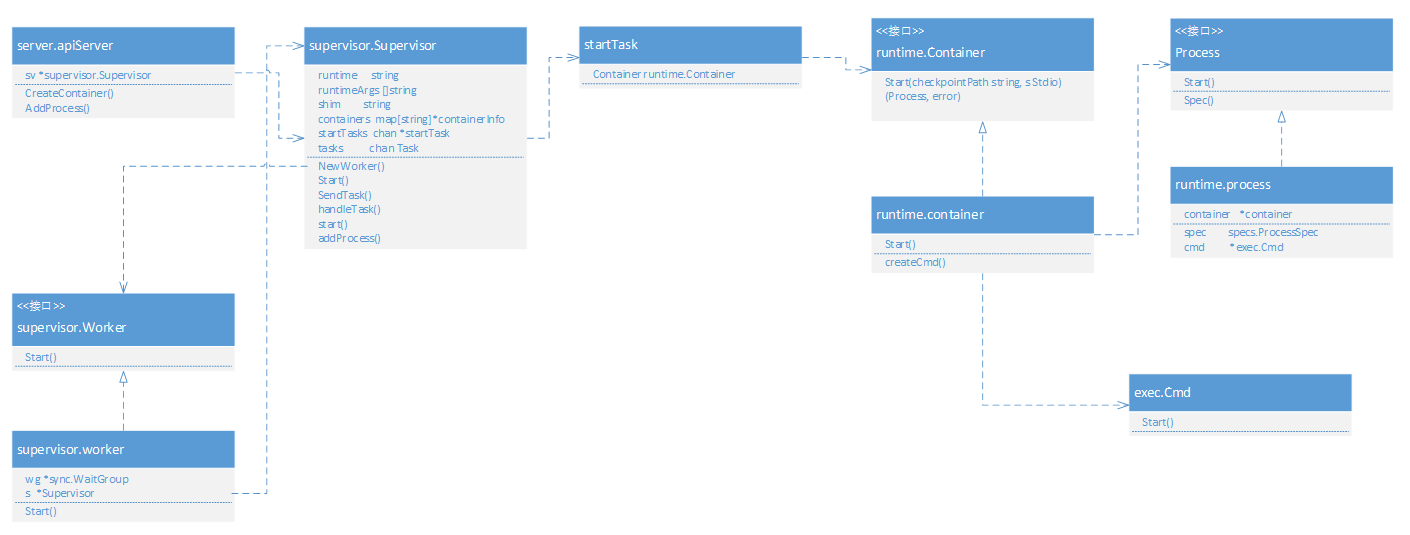 server.apiServer
sv *supervisor.Supervisor
CreateContainer()
AddProcess()
supervisor.Supervisor
runtime string
runtimeArgs []string
shim string
containers map[string]*containerInfo
startTasks chan *startTask
tasks chan Task
NewWorker()
Start()
SendTask()
handleTask()
start()
addProcess()
startTask
Container runtime.Container
<<接口>>
runtime.Container
Start(checkpointPath string, s Stdio)
(Process, error)
<<接口>>
Process
Start()
Spec()
runtime.container
Start()
createCmd()
runtime.process
container *container
spec specs.ProcessSpec
cmd *exec.Cmd
<<接口>>
supervisor.Worker
Start()
exec.Cmd
Start()
supervisor.worker
wg *sync.WaitGroup
s *Supervisor
Start()